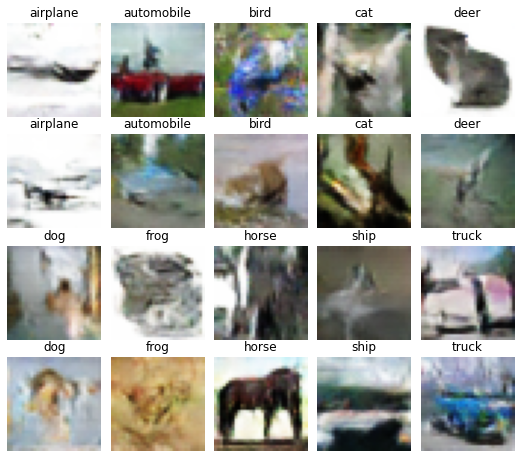 airplane automobile bird cat deer
airplane automobile bird cat deer
dog frog horse ship truck
dog frog horse ship truck